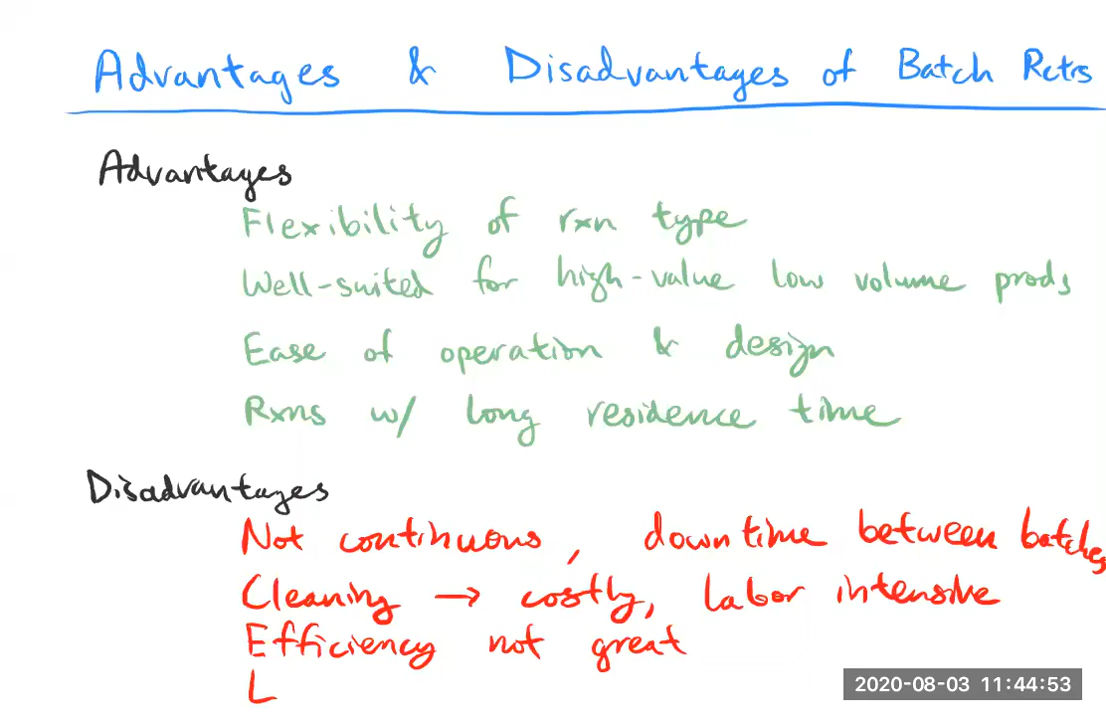 Advantages & Disadvantages of Batch Rctrs
Advantages
Flexibility of rxn type
Well-suited for high-value low volume prods
Ease of operation & design
Rxns w/ long residence time
Disadvantages
Not continuous, downtime between batches
Cleaning → costly, labor intensive
Efficiency not great
L
2020-08-03 11:44:53